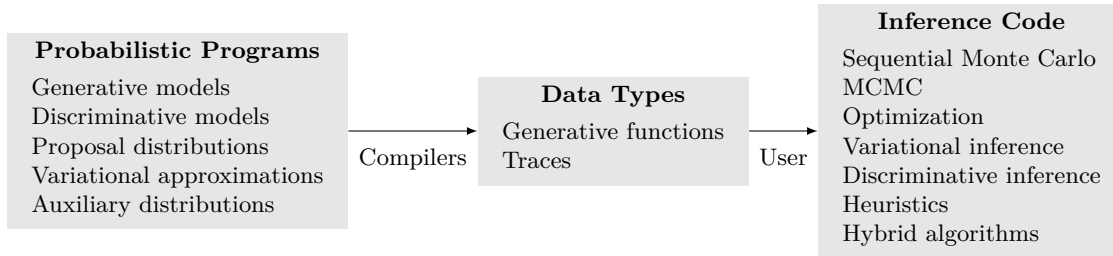 Probabilistic Programs
Generative models
Discriminative models
Proposal distributions
Variational approximations
Auxiliary distributions
Compilers
Data Types
Generative functions
Traces
User
Inference Code
Sequential Monte Carlo
MCMC
Optimization
Variational inference
Discriminative inference
Heuristics
Hybrid algorithms